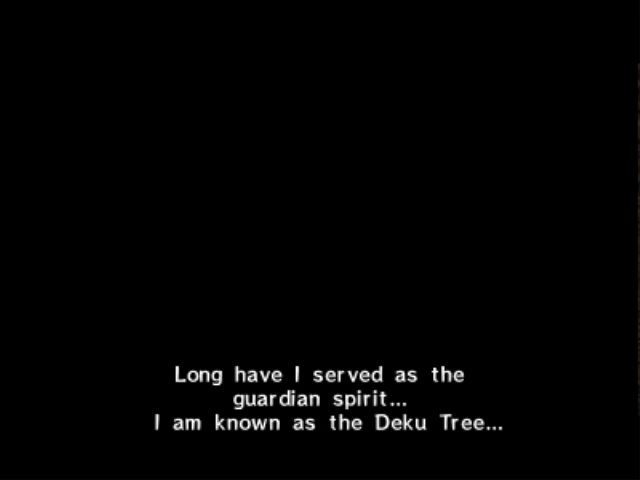 Long have I served as the
guardian spirit...
I am known as the Deku Tree...